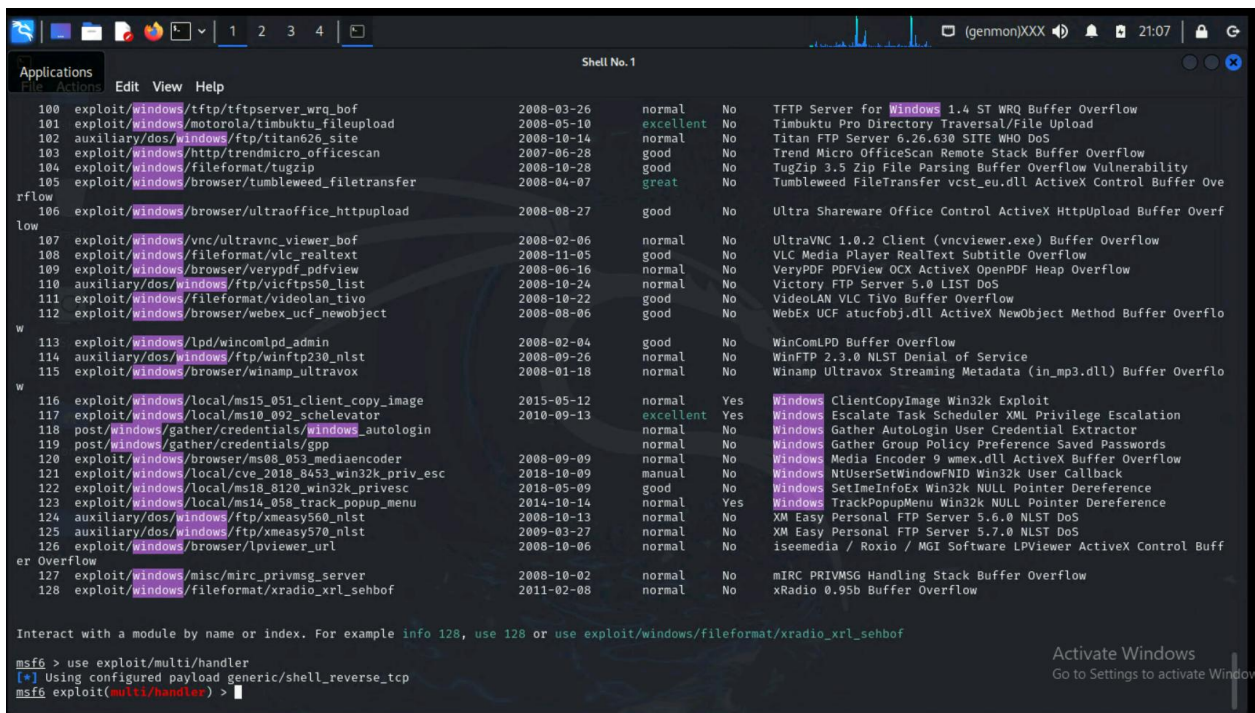 1 2 3 4 (genmon)XXX 21:07
Shell No. 1
Applications
File Actions Edit View Help
100 exploit/windows/tftp/tftpserver_wrq_bof 2008-03-26 normal No TFTP Server for Windows 1.4 ST WRQ Buffer Overflow
101 exploit/windows/motorola/timbuktu_fileupload 2008-05-10 excellent No Timbuktu Pro Directory Traversal/File Upload
102 auxiliary/dos/windows/ftp/titan626_site 2008-10-14 normal No Titan FTP Server 6.26.630 SITE WHO DoS
103 exploit/windows/http/trendmicro_officescan 2007-06-28 good No Trend Micro OfficeScan Remote Stack Buffer Overflow
104 exploit/windows/fileformat/tugzip 2008-10-28 good No TugZip 3.5 Zip File Parsing Buffer Overflow Vulnerability
105 exploit/windows/browser/tumbleweed_filetransfer 2008-04-07 great No Tumbleweed FileTransfer vcst_eu.dll ActiveX Control Buffer Ove
rflow
106 exploit/windows/browser/ultraoffice_httpupload 2008-08-27 good No Ultra Shareware Office Control ActiveX HttpUpload Buffer Overf
low
107 exploit/windows/vnc/ultravnc_viewer_bof 2008-02-06 normal No UltraVNC 1.0.2 Client (vncviewer.exe) Buffer Overflow
108 exploit/windows/fileformat/vlc_realtext 2008-11-05 good No VLC Media Player RealText Subtitle Overflow
109 exploit/windows/browser/verypdf_pdfview 2008-06-16 normal No VeryPDF PDFView OCX ActiveX OpenPDF Heap Overflow
110 auxiliary/dos/windows/ftp/vicftps50_list 2008-10-24 normal No Victory FTP Server 5.0 LIST DoS
111 exploit/windows/fileformat/videolan_tivo 2008-10-22 good No VideoLAN VLC TiVo Buffer Overflow
112 exploit/windows/browser/webex_ucf_newobject 2008-08-06 good No WebEx UCF atucfobj.dll ActiveX NewObject Method Buffer Overflo
w
113 exploit/windows/lpd/wincomlpd_admin 2008-02-04 good No WinComLPD Buffer Overflow
114 auxiliary/dos/windows/ftp/winftp230_nlst 2008-09-26 normal No WinFTP 2.3.0 NLST Denial of Service
115 exploit/windows/browser/winamp_ultravox 2008-01-18 normal No Winamp Ultravox Streaming Metadata (in_mp3.dll) Buffer Overflo
w
116 exploit/windows/local/ms15_051_client_copy_image 2015-05-12 normal Yes Windows ClientCopyImage Win32k Exploit
117 exploit/windows/local/ms10_092_schelevator 2010-09-13 excellent Yes Windows Escalate Task Scheduler XML Privilege Escalation
118 post/windows/gather/credentials/windows_autologin normal No Windows Gather AutoLogin User Credential Extractor
119 post/windows/gather/credentials/gpp normal No Windows Gather Group Policy Preference Saved Passwords
120 exploit/windows/browser/ms08_053_mediaencoder 2008-09-09 normal No Windows Media Encoder 9 wmex.dll ActiveX Buffer Overflow
121 exploit/windows/local/cve_2018_8453_win32k_priv_esc 2018-10-09 manual No Windows NtUserSetWindowFNID Win32k User Callback
122 exploit/windows/local/ms18_8120_win32k_privesc 2018-05-09 good No Windows SetImeInfoEx Win32k NULL Pointer Dereference
123 exploit/windows/local/ms14_058_track_popup_menu 2014-10-14 normal Yes Windows TrackPopupMenu Win32k NULL Pointer Dereference
124 auxiliary/dos/windows/ftp/xmeasy560_nlst 2008-10-13 normal No XM Easy Personal FTP Server 5.6.0 NLST DoS
125 auxiliary/dos/windows/ftp/xmeasy570_nlst 2009-03-27 normal No XM Easy Personal FTP Server 5.7.0 NLST DoS
126 exploit/windows/browser/lpviewer_url 2008-10-06 normal No iseemedia / Roxio / MGI Software LPViewer ActiveX Control Buff
er Overflow
127 exploit/windows/misc/mirc_privmsg_server 2008-10-02 normal No mIRC PRIVMSG Handling Stack Buffer Overflow
128 exploit/windows/fileformat/xradio_xrl_sehbof 2011-02-08 normal No xRadio 0.95b Buffer Overflow
Interact with a module by name or index. For example info 128, use 128 or use exploit/windows/fileformat/xradio_xrl_sehbof
msf6 > use exploit/multi/handler
[*] Using configured payload generic/shell_reverse_tcp
msf6 exploit(multi/handler) >
Activate Windows
Go to Settings to activate Window